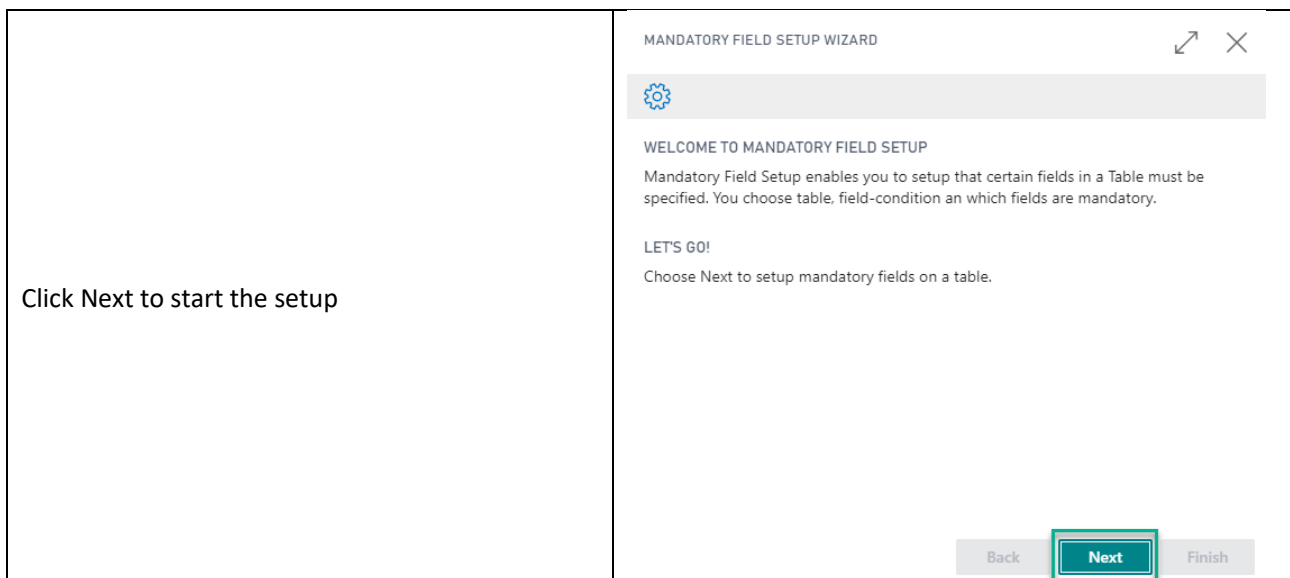 Click Next to start the setup
MANDATORY FIELD SETUP WIZARD
WELCOME TO MANDATORY FIELD SETUP
Mandatory Field Setup enables you to setup that certain fields in a Table must be
specified. You choose table, field-condition an which fields are mandatory.
LET'S GO!
Choose Next to setup mandatory fields on a table.
Back Next Finish